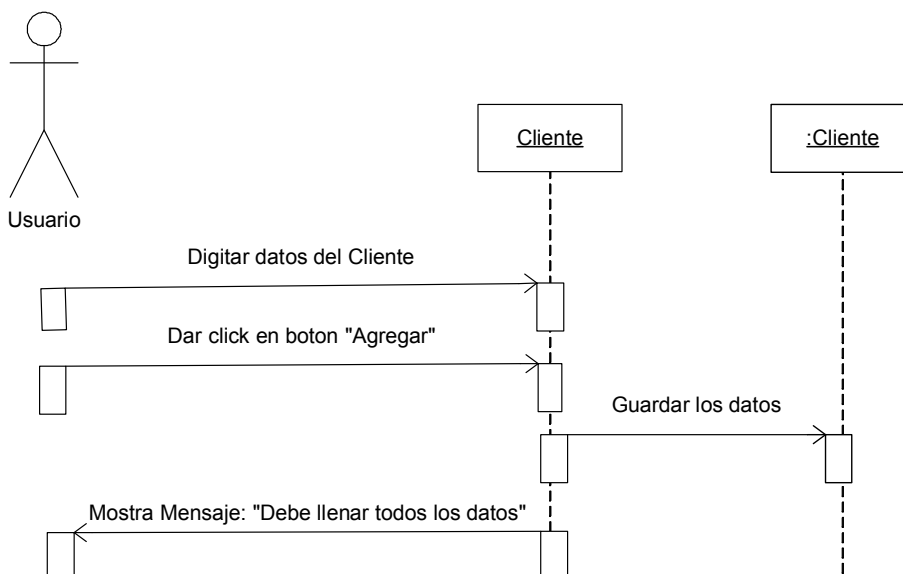 Cliente
:Cliente
Usuario
Digitar datos del Cliente
Dar click en boton "Agregar"
Guardar los datos
Mostra Mensaje: "Debe llenar todos los datos"